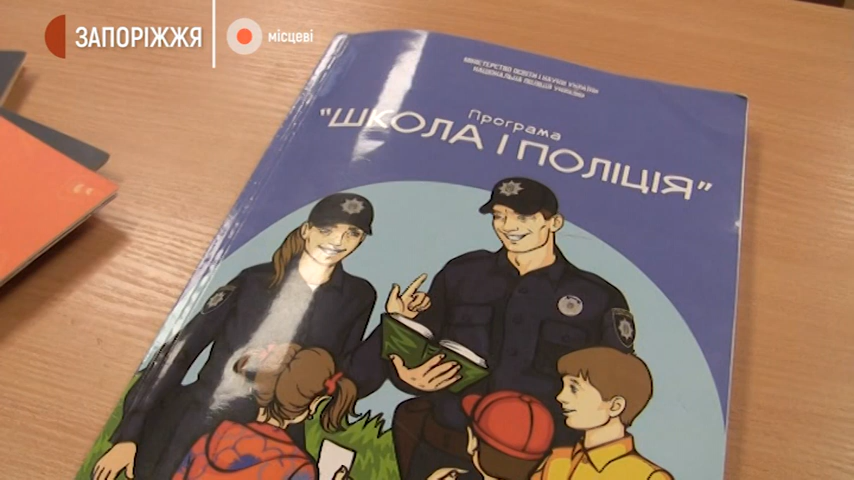 ЗАПОРІЖЖЯ
місцеві
МІНІСТЕРСТВО ОСВІТИ І НАУКИ УКРАЇНИ
НАЦІОНАЛЬНА ПОЛІЦІЯ УКРАЇНИ
Програма
"ШКОЛА І ПОЛІЦІЯ"